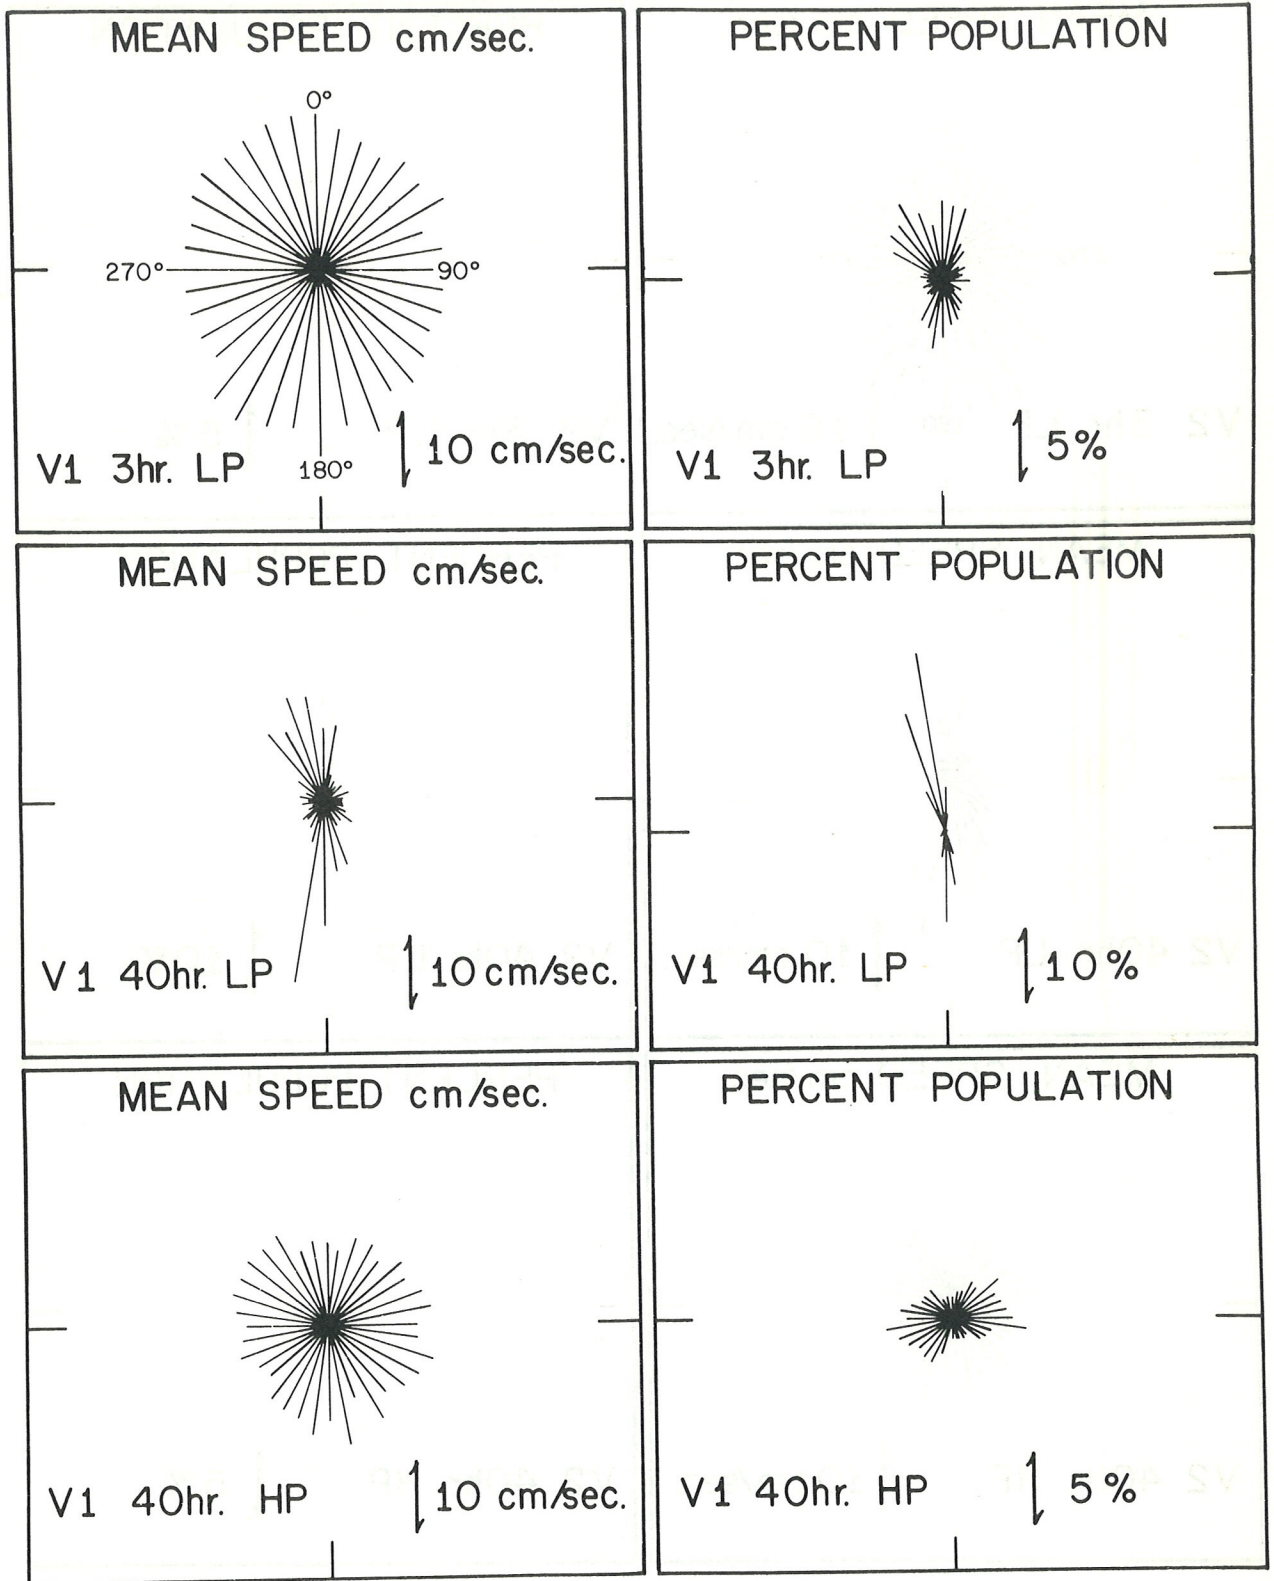 MEAN SPEED cm/sec.
0°
270°
90°
180°
V1 3hr. LP
10 cm/sec.
PERCENT POPULATION
V1 3hr. LP
5%
MEAN SPEED cm/sec.
V1 40hr. LP
10 cm/sec.
PERCENT POPULATION
V1 40hr. LP
10%
MEAN SPEED cm/sec.
V1 40hr. HP
10 cm/sec.
PERCENT POPULATION
V1 40hr. HP
5%